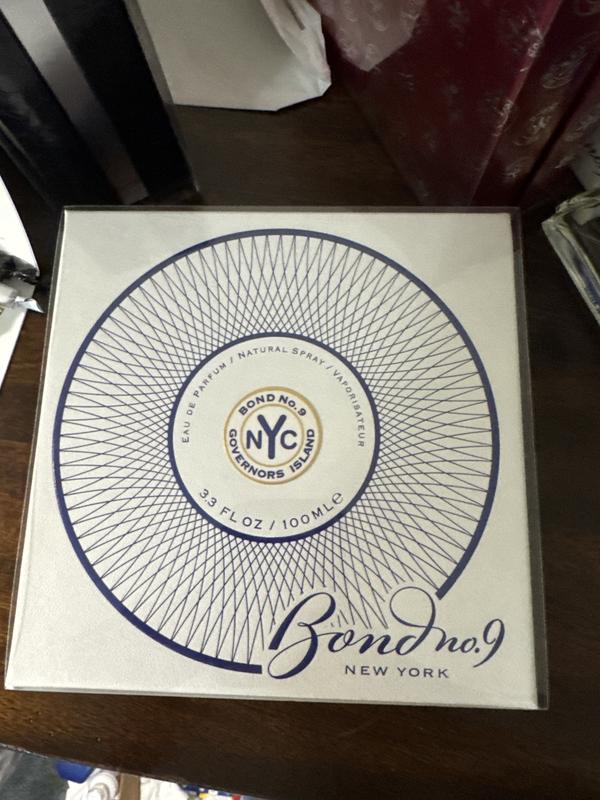 Eau de Parfum / Natural Spray / Vaporisateur
BOND No. 9
NYC
GOVERNORS ISLAND
3.3 FL OZ / 100ML℮
Bond no.9
NEW YORK